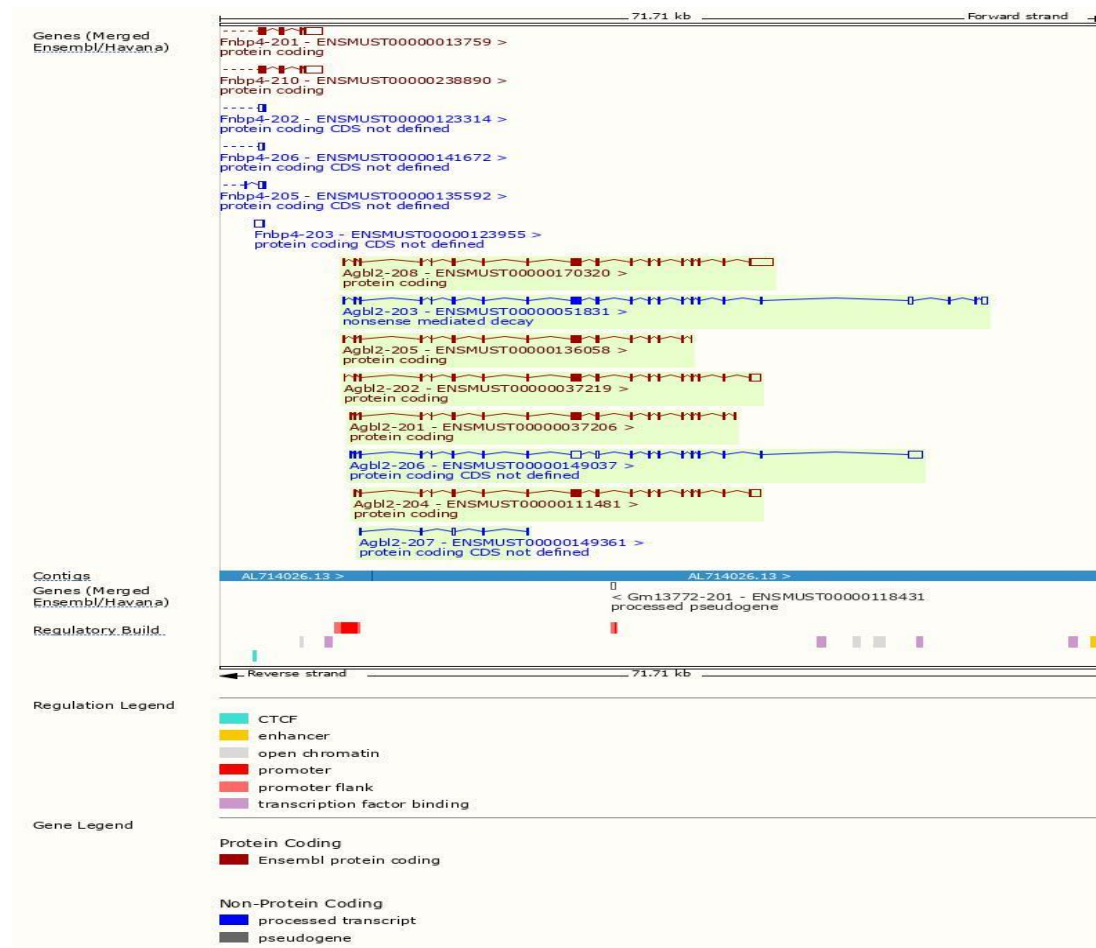 71.71 kb
Forward strand
Genes (Merged
Ensembl/Havana)
Fnbp4-201 - ENSMUST00000013759 >
protein coding
Fnbp4-210 - ENSMUST00000238890 >
protein coding
Fnbp4-202 - ENSMUST00000123314 >
protein coding CDS not defined
Fnbp4-206 - ENSMUST00000141672 >
protein coding CDS not defined
Fnbp4-205 - ENSMUST00000135592 >
protein coding CDS not defined
Fnbp4-203 - ENSMUST00000123955 >
protein coding CDS not defined
Agbl2-208 - ENSMUST00000170320 >
protein coding
Agbl2-203 - ENSMUST00000051831 >
nonsense mediated decay
Agbl2-205 - ENSMUST00000136058 >
protein coding
Agbl2-202 - ENSMUST00000037219 >
protein coding
Agbl2-201 - ENSMUST00000037206 >
protein coding
Agbl2-206 - ENSMUST00000149037 >
protein coding CDS not defined
Agbl2-204 - ENSMUST00000111481 >
protein coding
Agbl2-207 - ENSMUST00000149361 >
protein coding CDS not defined
Contigs
AL714026.13 >
AL714026.13 >
Genes (Merged
Ensembl/Havana)
< Gm13772-201 - ENSMUST00000118431
processed pseudogene
Regulatory Build
Reverse strand
71.71 kb
Regulation Legend
CTCF
enhancer
open chromatin
promoter
promoter flank
transcription factor binding
Gene Legend
Protein Coding
Ensembl protein coding
Non-Protein Coding
processed transcript
pseudogene